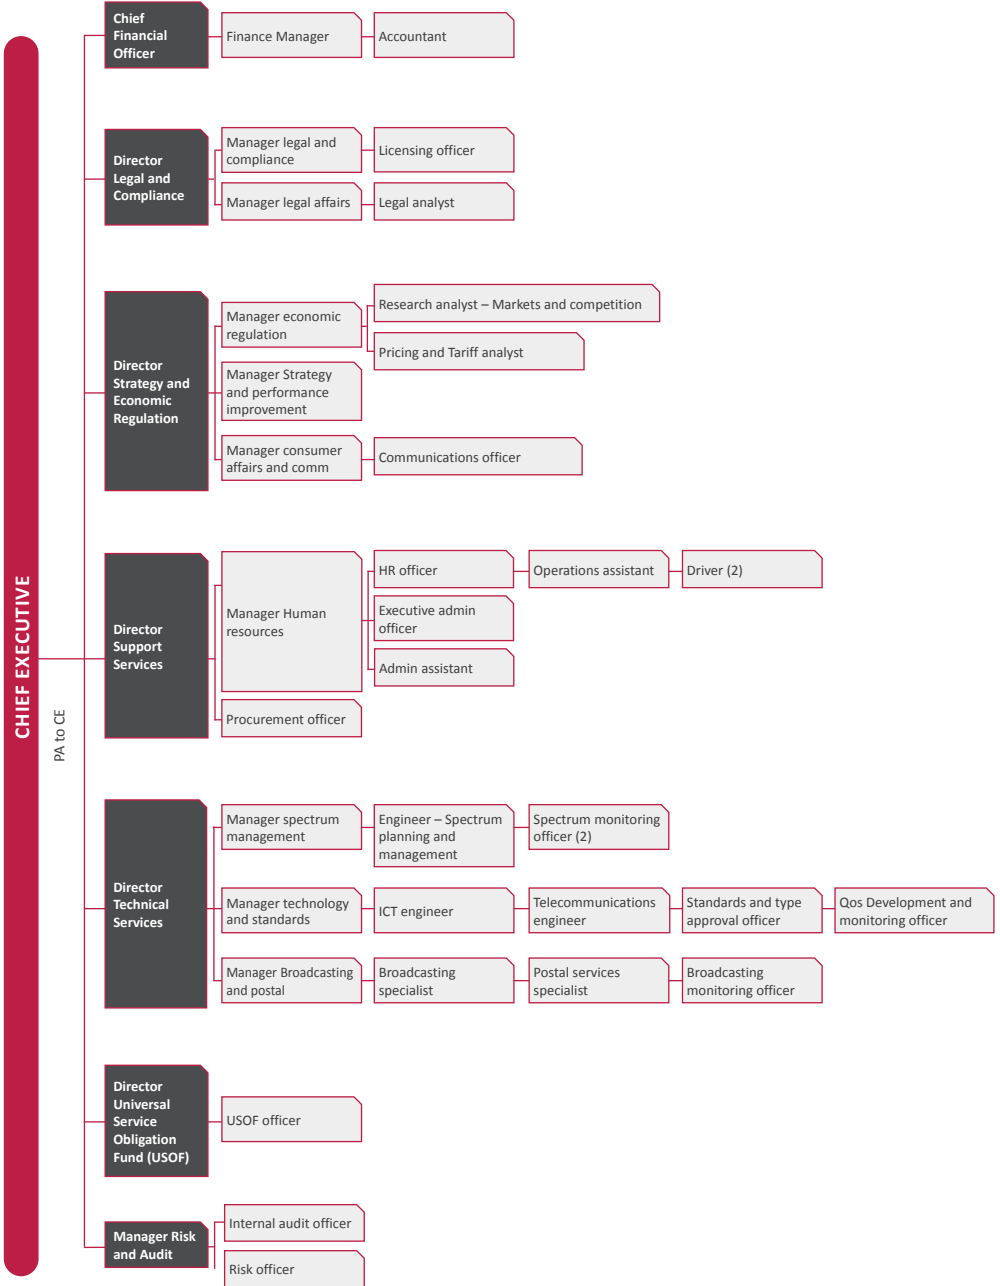 CHIEF EXECUTIVE
PA to CE
Chief
Financial
Officer
Finance Manager
Accountant
Director
Legal and
Compliance
Manager legal and
compliance
Licensing officer
Manager legal affairs
Legal analyst
Director
Strategy and
Economic
Regulation
Manager economic
regulation
Research analyst – Markets and competition
Pricing and Tariff analyst
Manager Strategy
and performance
improvement
Manager consumer
affairs and comm
Communications officer
Director
Support
Services
Manager Human
resources
HR officer
Operations assistant
Driver (2)
Executive admin
officer
Admin assistant
Procurement officer
Director
Technical
Services
Manager spectrum
management
Engineer – Spectrum
planning and
management
Spectrum monitoring
officer (2)
Manager technology
and standards
ICT engineer
Telecommunications
engineer
Standards and type
approval officer
Qos Development and
monitoring officer
Manager Broadcasting
and postal
Broadcasting
specialist
Postal services
specialist
Broadcasting
monitoring officer
Director
Universal
Service
Obligation
Fund (USOF)
USOF officer
Manager Risk
and Audit
Internal audit officer
Risk officer